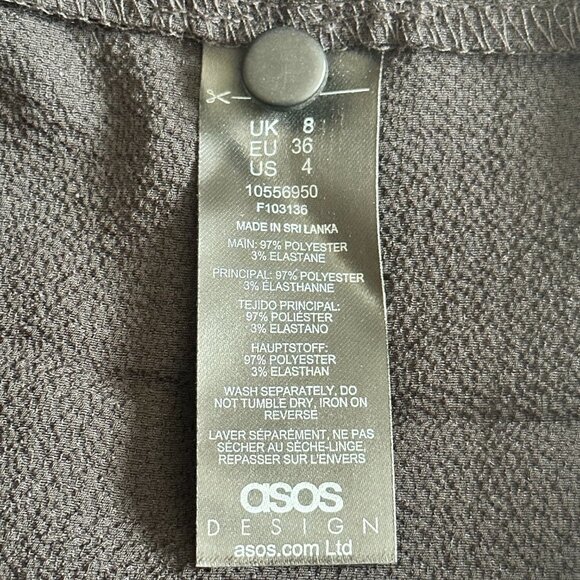 UK 8
EU 36
US 4
10556950
F103136
MADE IN SRI LANKA
MAIN: 97% POLYESTER
3% ELASTANE
PRINCIPAL: 97% POLYESTER
3% ÉLASTHANNE
TEJIDO PRINCIPAL:
97% POLIÉSTER
3% ELASTANO
HAUPTSTOFF:
97% POLYESTER
3% ELASTHAN
WASH SEPARATELY, DO
NOT TUMBLE DRY, IRON ON
REVERSE
LAVER SÉPARÉMENT, NE PAS
SÉCHER AU SÈCHE-LINGE,
REPASSER SUR L'ENVERS
asos
DESIGN
asos.com Ltd